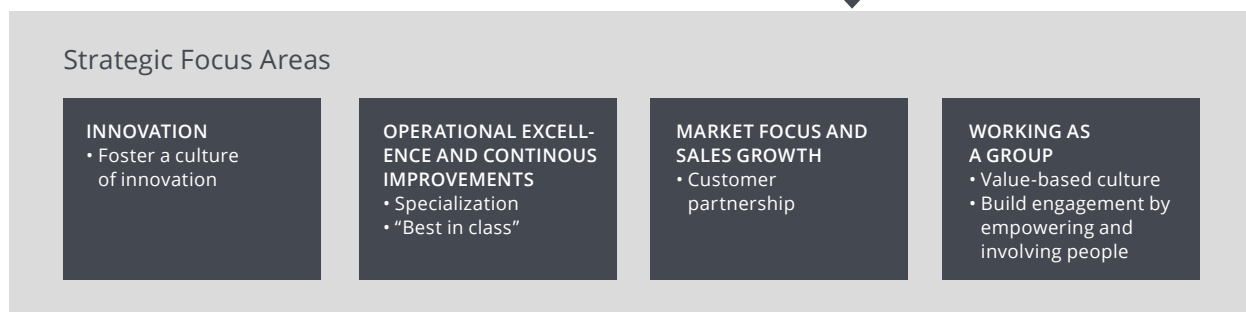 Strategic Focus Areas
INNOVATION
• Foster a culture
of innovation
OPERATIONAL EXCELL-
ENCE AND CONTINOUS
IMPROVEMENTS
• Specialization
• “Best in class”
MARKET FOCUS AND
SALES GROWTH
• Customer
partnership
WORKING AS
A GROUP
• Value-based culture
• Build engagement by
empowering and
involving people